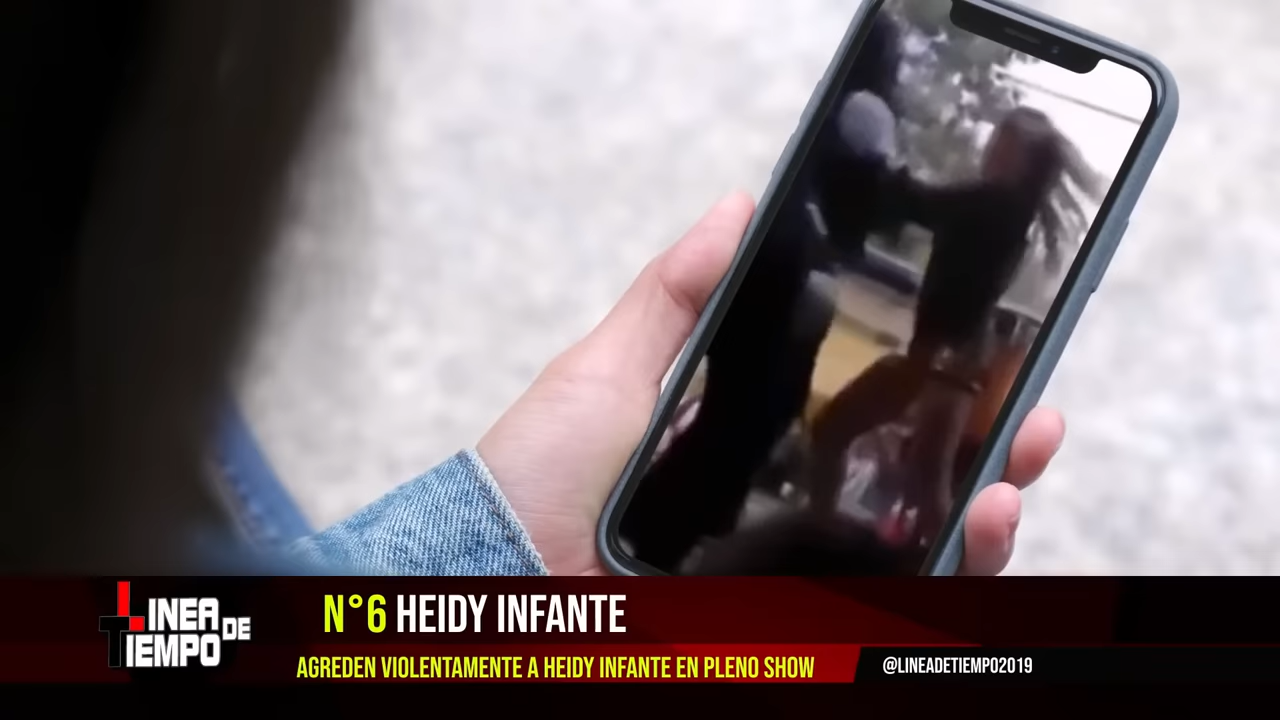 LINEA DE TIEMPO
N°6 HEIDY INFANTE
AGREDEN VIOLENTAMENTE A HEIDY INFANTE EN PLENO SHOW
@LINEADETIEMPO2019